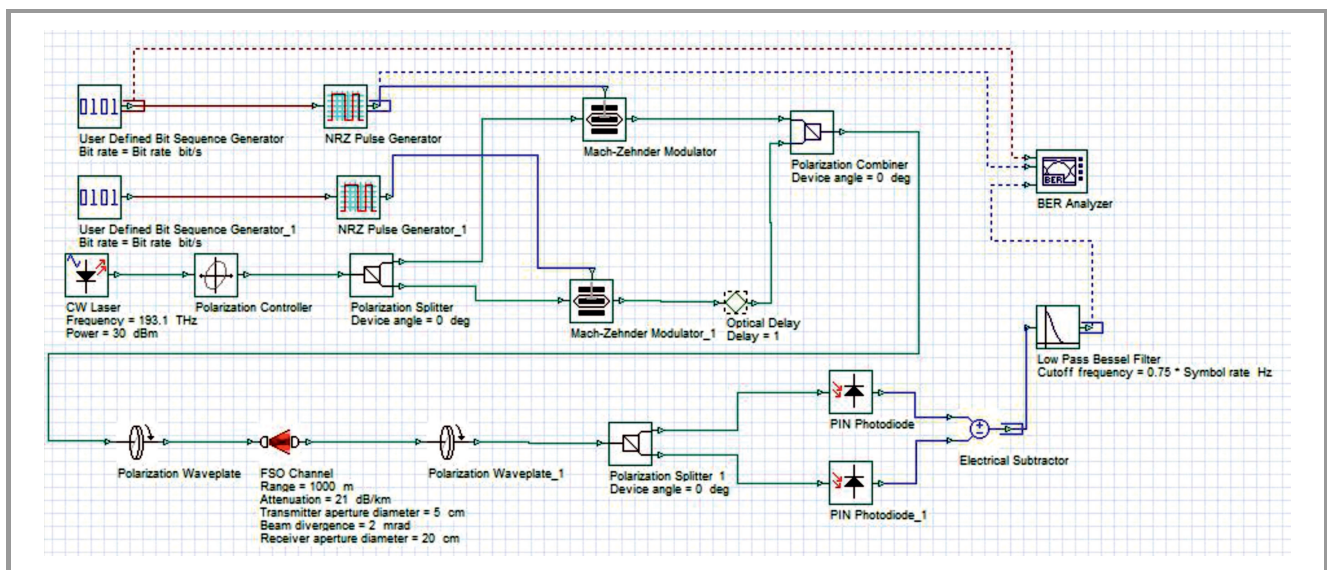 0101
User Defined Bit Sequence Generator
Bit rate = Bit rate bit/s
NRZ Pulse Generator
Mach-Zehnder Modulator
Polarization Combiner
Device angle = 0 deg
BER
BER Analyzer
0101
User Defined Bit Sequence Generator_1
Bit rate = Bit rate bit/s
NRZ Pulse Generator_1
CW Laser
Frequency = 193.1 THz
Power = 30 dBm
Polarization Controller
Polarization Splitter
Device angle = 0 deg
Mach-Zehnder Modulator_1
Optical Delay
Delay = 1
Low Pass Bessel Filter
Cutoff frequency = 0.75 * Symbol rate Hz
Polarization Waveplate
FSO Channel
Range = 1000 m
Attenuation = 21 dB/km
Transmitter aperture diameter = 5 cm
Beam divergence = 2 mrad
Receiver aperture diameter = 20 cm
Polarization Waveplate_1
Polarization Splitter 1
Device angle = 0 deg
PIN Photodiode
PIN Photodiode_1
Electrical Subtractor